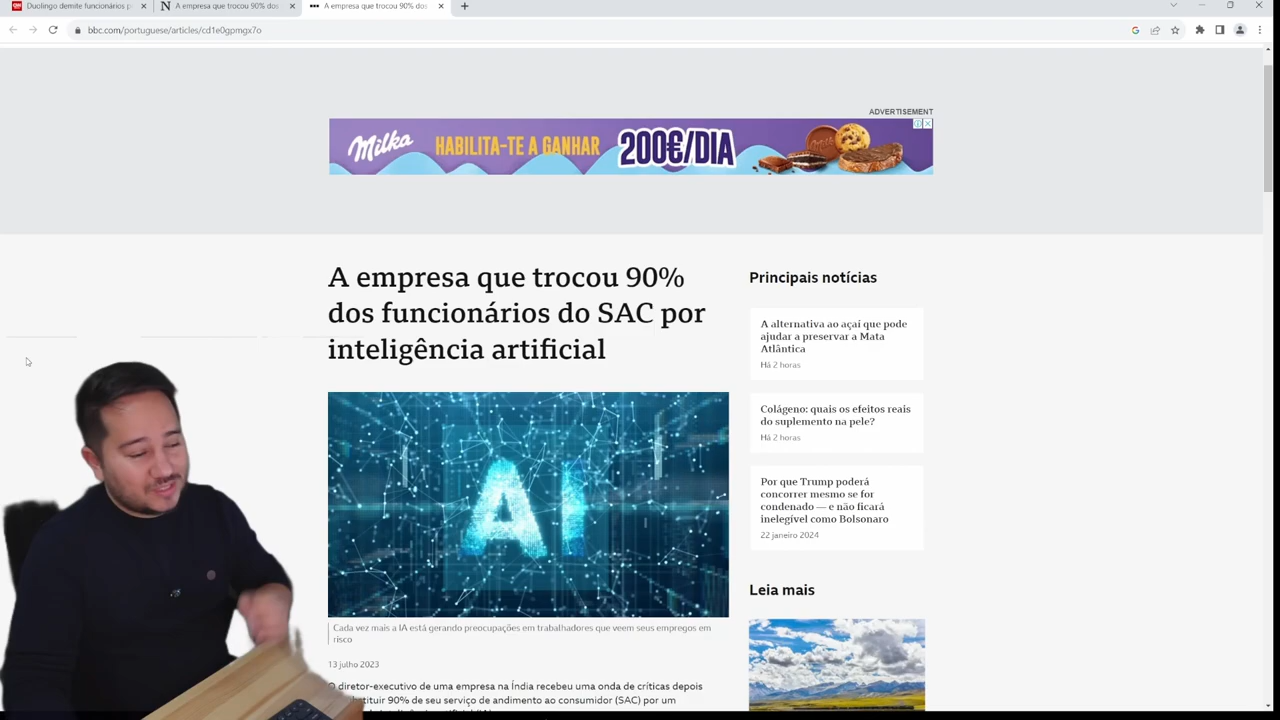 Duolingo demite funcionários p
A empresa que trocou 90% dos
A empresa que trocou 90% dos
bbc.com/portuguese/articles/cd1e0gpmgx7o
ADVERTISEMENT
Milka HABILITA-TE A GANHAR 200€/DIA
A empresa que trocou 90%
dos funcionários do SAC por
inteligência artificial
AI
Cada vez mais a IA está gerando preocupações em trabalhadores que veem seus empregos em
risco
13 julho 2023
O diretor-executivo de uma empresa na Índia recebeu uma onda de críticas depois
tituir 90% de seu serviço de andimento ao consumidor (SAC) por um
Principais notícias
A alternativa ao açaí que pode
ajudar a preservar a Mata
Atlântica
Há 2 horas
Colágeno: quais os efeitos reais
do suplemento na pele?
Há 2 horas
Por que Trump poderá
concorrer mesmo se for
condenado — e não ficará
inelegível como Bolsonaro
22 janeiro 2024
Leia mais